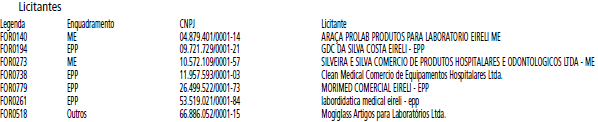 Licitantes
Legenda Enquadramento CNPJ Licitante
FOR0140 ME 04.879.401/0001-14 ARAÇA PROLAB PRODUTOS PARA LABORATORIO EIRELI ME
FOR0194 EPP 09.721.729/0001-21 GDC DA SILVA COSTA EIRELI - EPP
FOR0273 ME 10.572.109/0001-57 SILVEIRA E SILVA COMERCIO DE PRODUTOS HOSPITALARES E ODONTOLOGICOS LTDA - ME
FOR0738 EPP 11.957.593/0001-03 Clean Medical Comercio de Equipamentos Hospitalares Ltda.
FOR0779 EPP 26.499.522/0001-73 MORIMED COMERCIAL EIRELI - EPP
FOR0261 EPP 53.519.021/0001-84 labordidatica medical eireli - epp
FOR0518 Outros 66.886.052/0001-15 Mogiglass Artigos para Laboratórios Ltda.